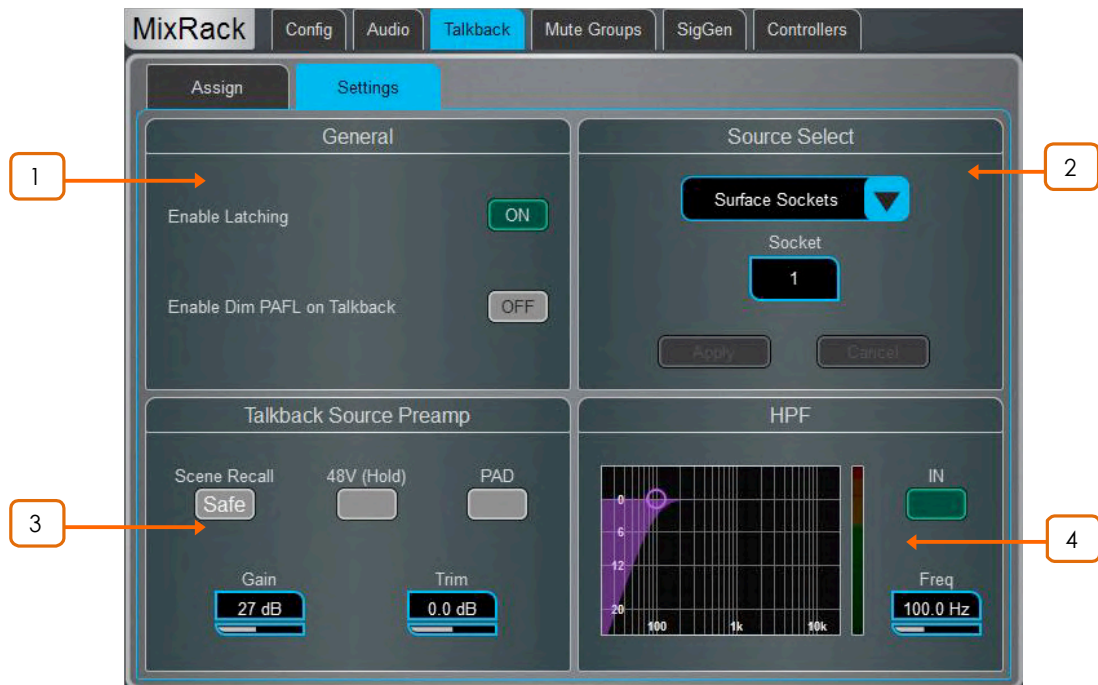 MixRack Config Audio Talkback Mute Groups SigGen Controllers
Assign Settings
General
1
Enable Latching ON
Enable Dim PAFL on Talkback OFF
Source Select
2
Surface Sockets
Socket
1
Apply Cancel
Talkback Source Preamp
Scene Recall 48V (Hold) PAD
Safe
3
Gain Trim
27 dB 0.0 dB
HPF
0
6
12
20
100 1k 10k
IN
4
Freq
100.0 Hz